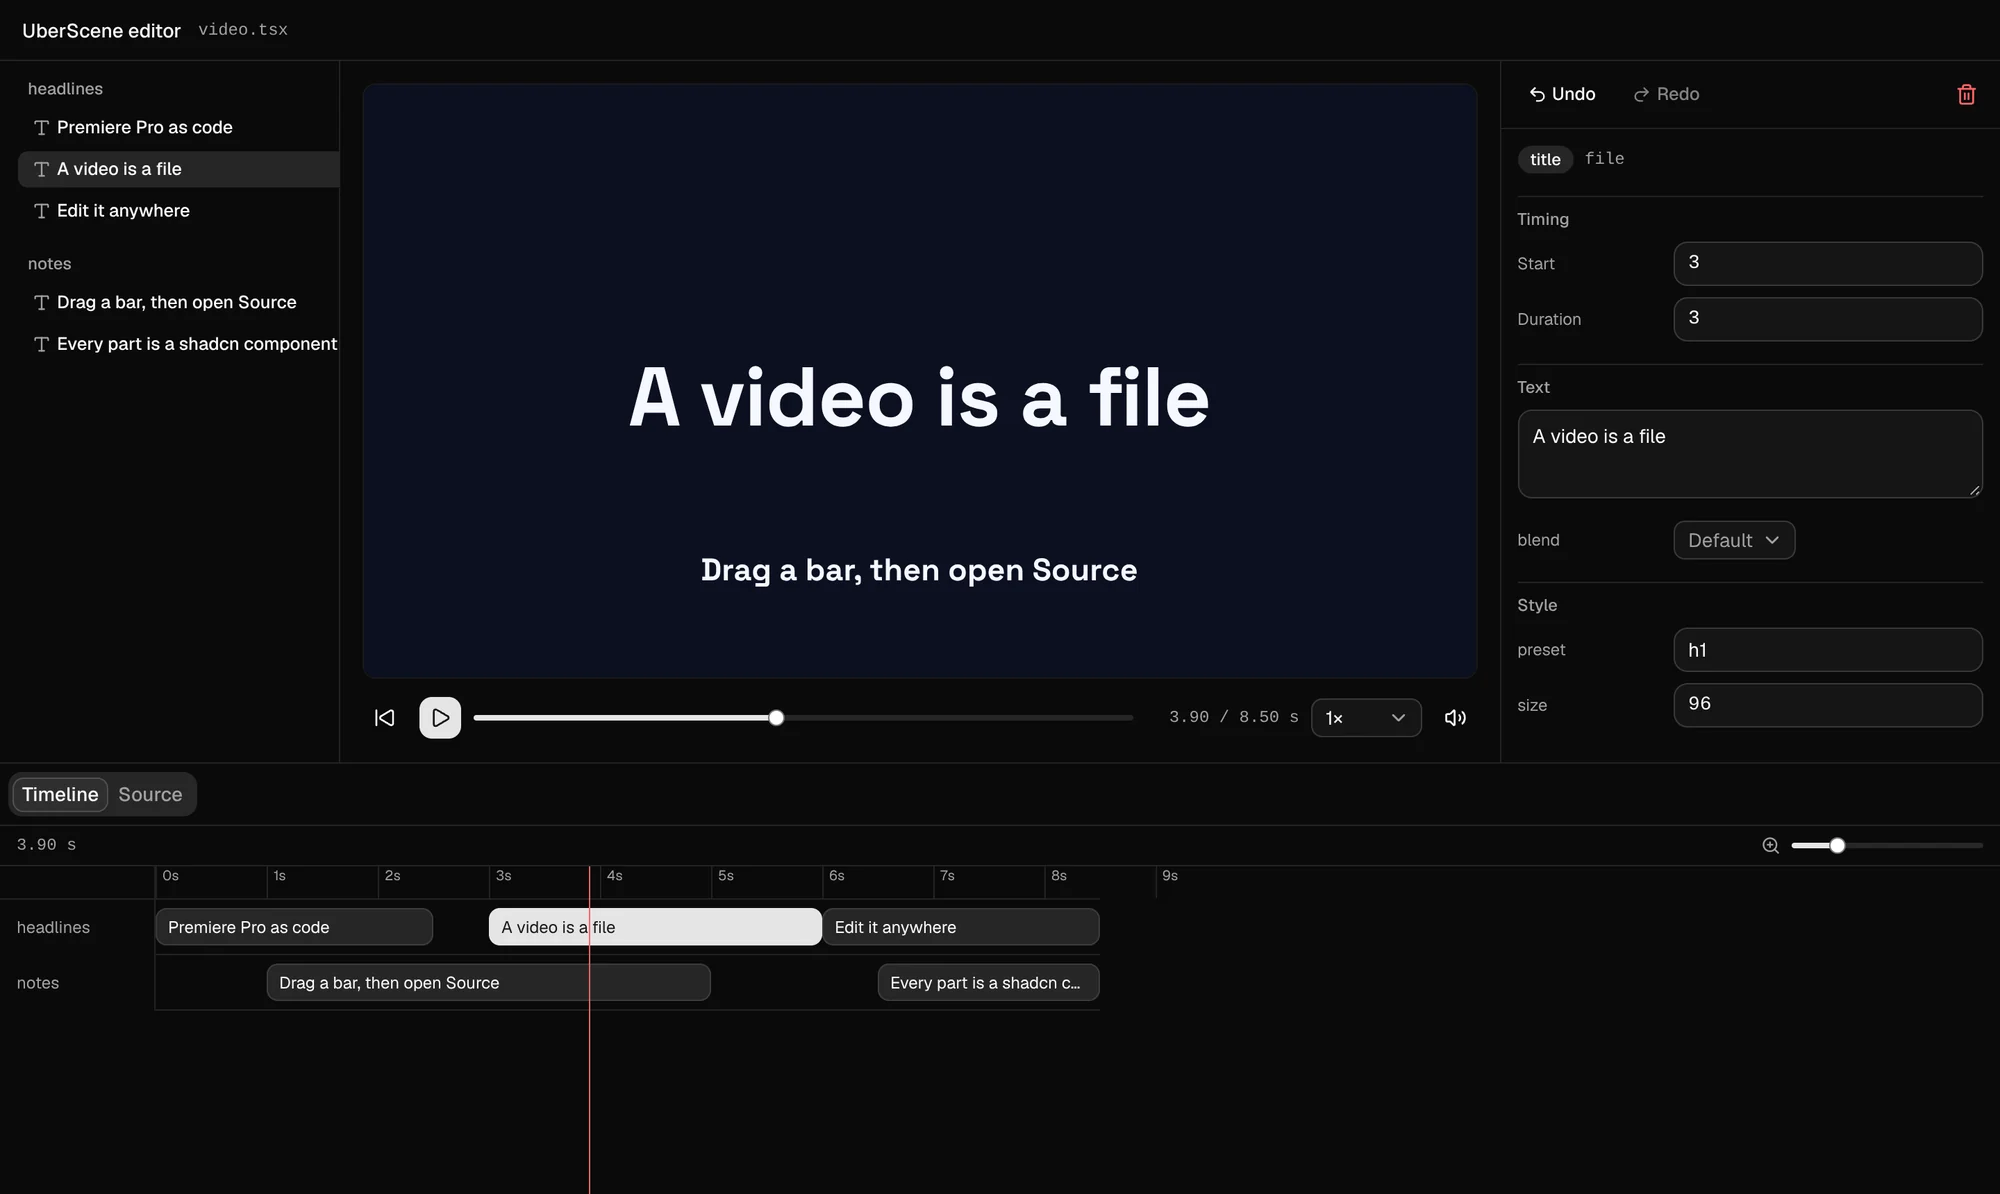 UberScene editor video.tsx
headlines
Premiere Pro as code
A video is a file
Edit it anywhere
notes
Drag a bar, then open Source
Every part is a shadcn component
A video is a file
Drag a bar, then open Source
3.90 / 8.50 s
1×
Undo Redo
title file
Timing
Start 3
Duration 3
Text
A video is a file
blend Default
Style
preset h1
size 96
Timeline Source
3.90 s
0s 1s 2s 3s 4s 5s 6s 7s 8s 9s
headlines Premiere Pro as code A video is a file Edit it anywhere
notes Drag a bar, then open Source Every part is a shadcn c...